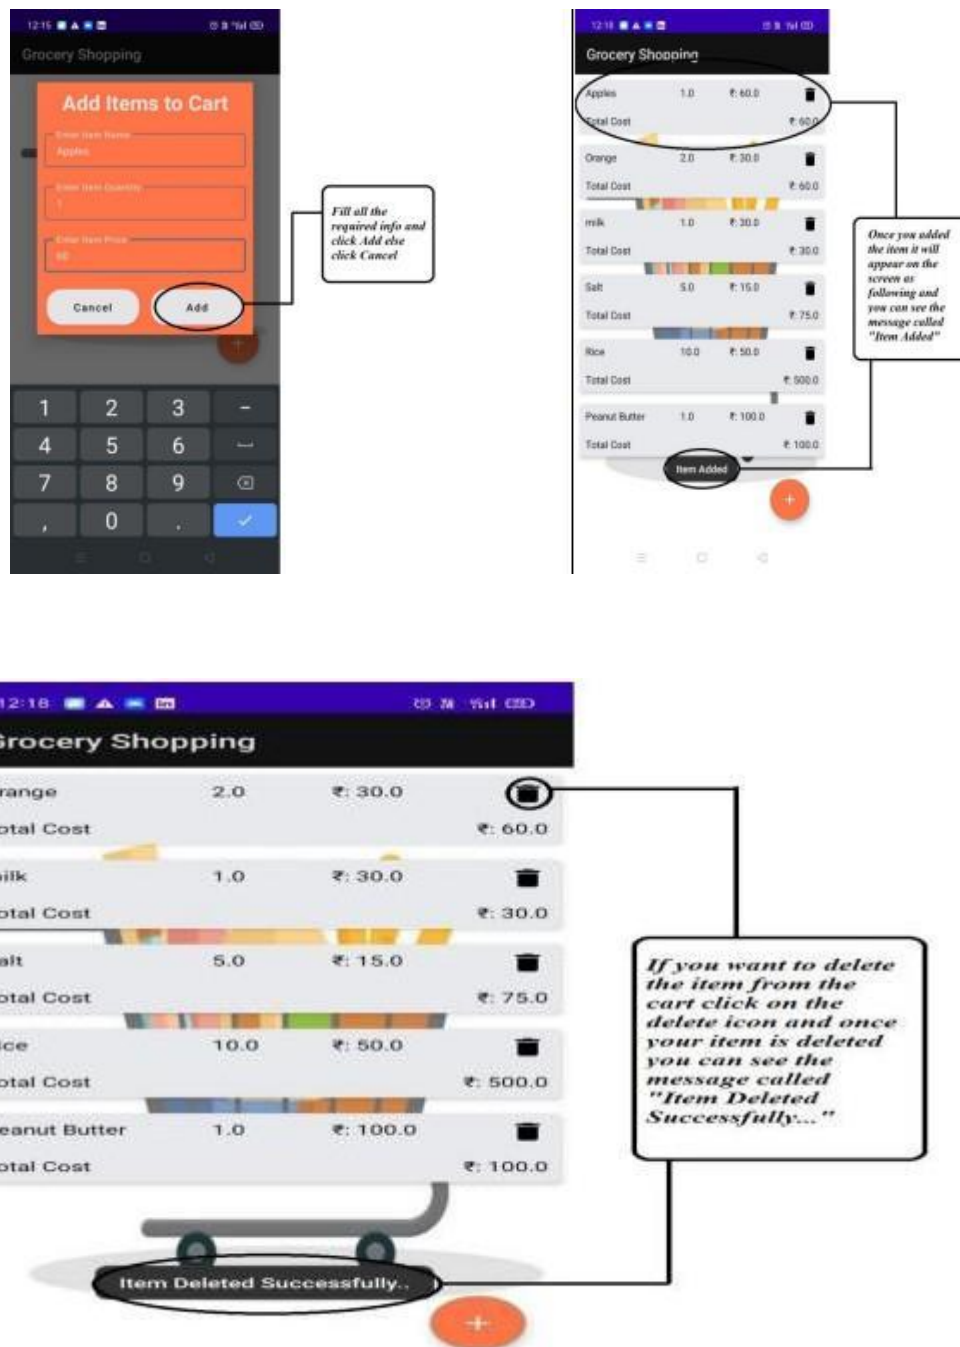 12:15
Grocery Shopping
Add Items to Cart
Enter Item Name
Apples
Enter Item Quantity
1
Enter Item Price
60
Cancel
Add
1 2 3 -
4 5 6
7 8 9
, 0 .
Fill all the
required info and
click Add else
click Cancel
12:18
Grocery Shopping
Apples 1.0 ₹: 60.0
Total Cost ₹: 60.0
Orange 2.0 ₹: 30.0
Total Cost ₹: 60.0
milk 1.0 ₹: 30.0
Total Cost ₹: 30.0
Salt 5.0 ₹: 15.0
Total Cost ₹: 75.0
Rice 10.0 ₹: 50.0
Total Cost ₹: 500.0
Peanut Butter 1.0 ₹: 100.0
Total Cost ₹: 100.0
Item Added
+
Once you added
the item it will
appear on the
screen as
following and
you can see the
message called
"Item Added"
12:18
Grocery Shopping
range 2.0 ₹: 30.0
otal Cost ₹: 60.0
ilk 1.0 ₹: 30.0
otal Cost ₹: 30.0
alt 5.0 ₹: 15.0
otal Cost ₹: 75.0
ice 10.0 ₹: 50.0
otal Cost ₹: 500.0
eanut Butter 1.0 ₹: 100.0
otal Cost ₹: 100.0
Item Deleted Successfully..
+
If you want to delete
the item from the
cart click on the
delete icon and once
your item is deleted
you can see the
message called
"Item Deleted
Successfully..."